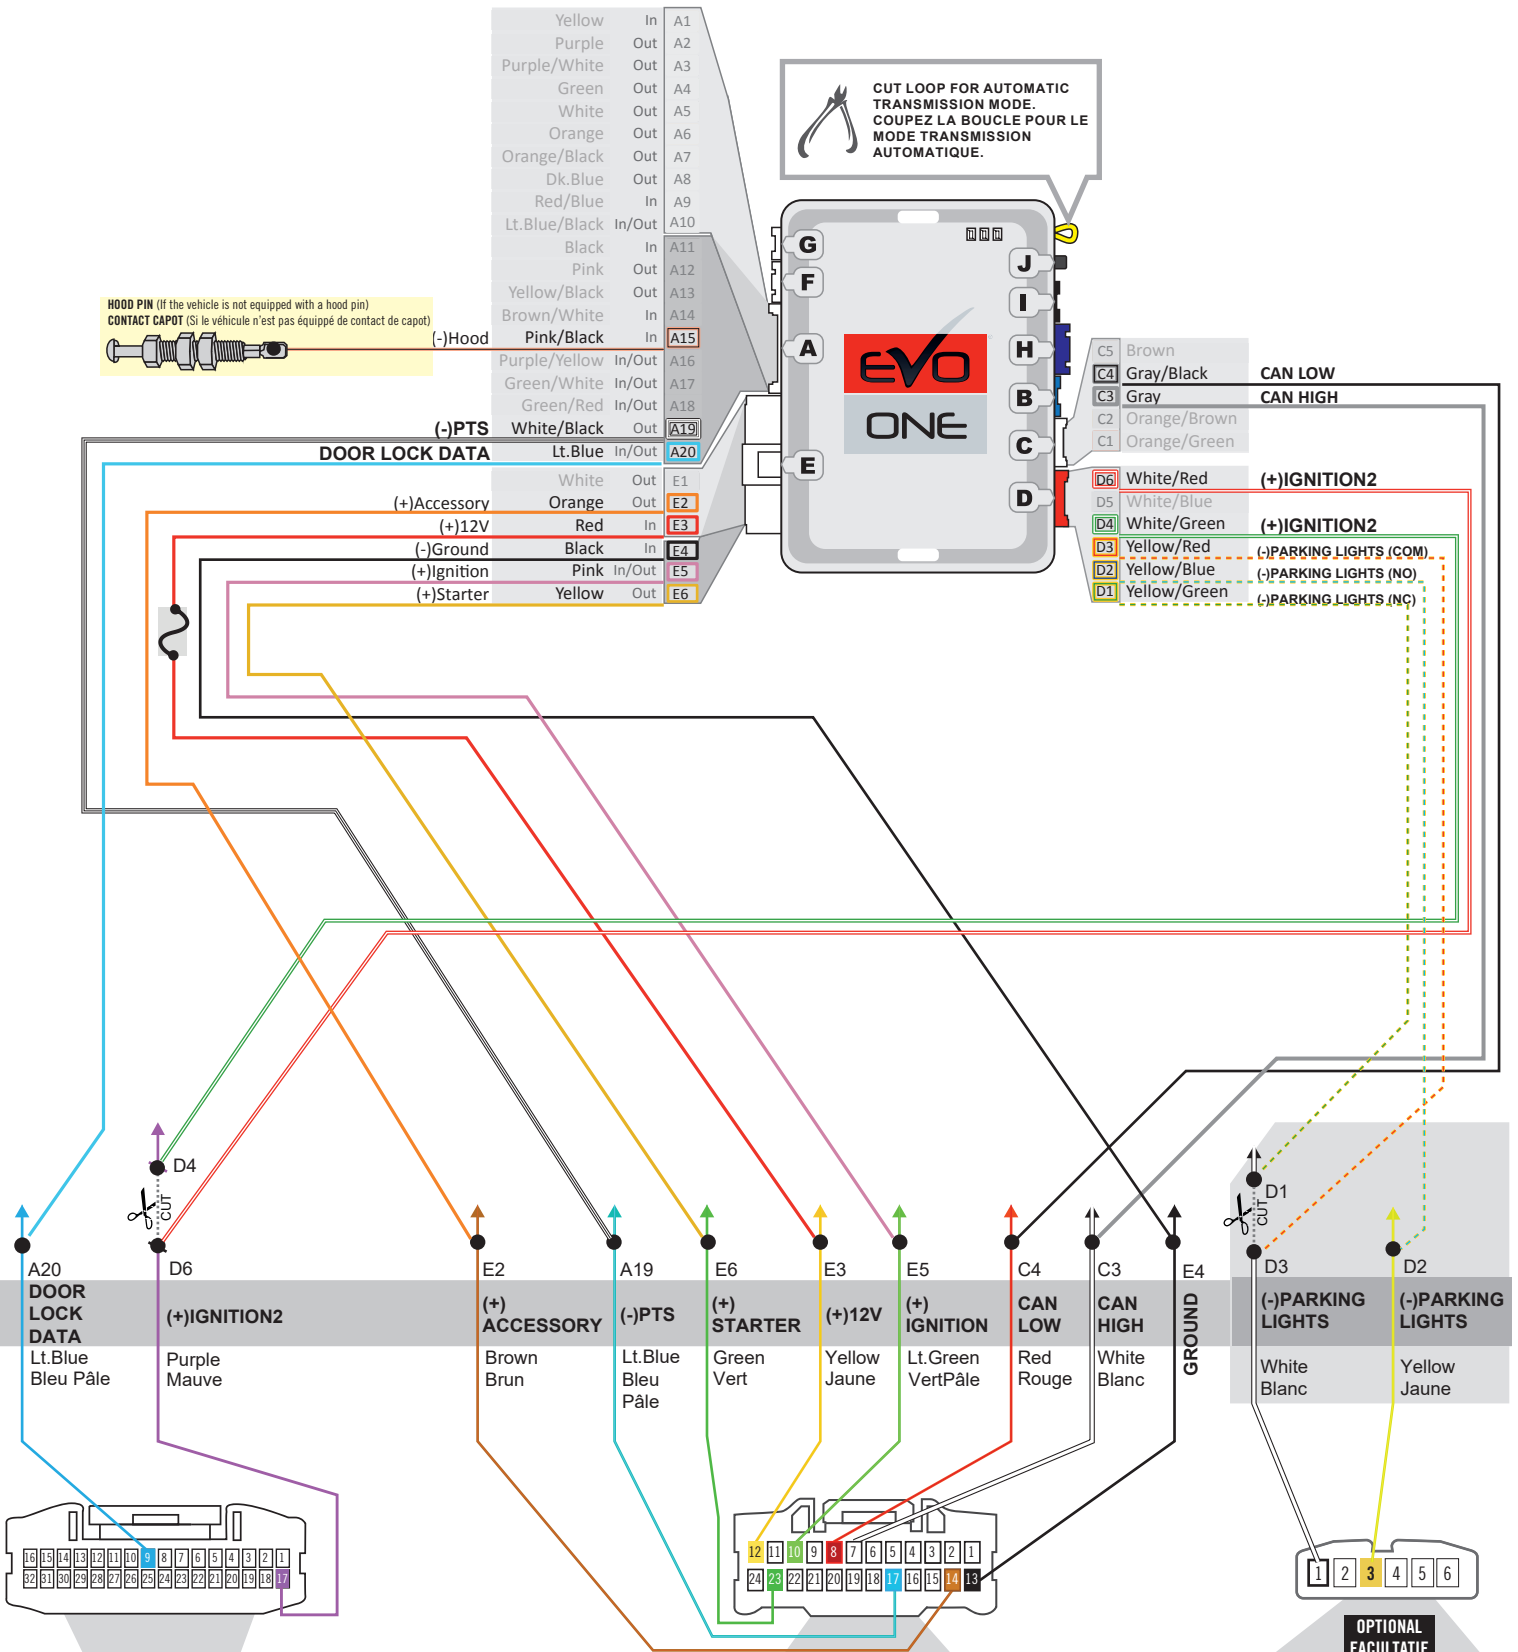 Yellow In A1
Purple Out A2
Purple/White Out A3
Green Out A4
White Out A5
Orange Out A6
Orange/Black Out A7
Dk.Blue Out A8
Red/Blue In A9
Lt.Blue/Black In/Out A10
Black In A11
Pink Out A12
Yellow/Black Out A13
Brown/White In A14
(-)Hood Pink/Black In A15
Purple/Yellow In/Out A16
Green/White In/Out A17
Green/Red In/Out A18
(-)PTS White/Black Out A19
DOOR LOCK DATA Lt.Blue In/Out A20
White Out E1
(+)Accessory Orange Out E2
(+)12V Red In E3
(-)Ground Black In E4
(+)Ignition Pink In/Out E5
(+)Starter Yellow Out E6
HOOD PIN (If the vehicle is not equipped with a hood pin)
CONTACT CAPOT (Si le véhicule n'est pas équippé de contact de capot)
CUT LOOP FOR AUTOMATIC
TRANSMISSION MODE.
COUPEZ LA BOUCLE POUR LE
MODE TRANSMISSION
AUTOMATIQUE.
G
F
A
E
J
I
H
B
C
D
EVO
ONE
C5 Brown
C4 Gray/Black CAN LOW
C3 Gray CAN HIGH
C2 Orange/Brown
C1 Orange/Green
D6 White/Red (+)IGNITION2
D5 White/Blue
D4 White/Green (+)IGNITION2
D3 Yellow/Red (-)PARKING LIGHTS (COM)
D2 Yellow/Blue (-)PARKING LIGHTS (NO)
D1 Yellow/Green (-)PARKING LIGHTS (NC)
D4
CUT
D1
CUT
A20
DOOR
LOCK
DATA
Lt.Blue
Bleu Pâle
D6
(+)IGNITION2
Purple
Mauve
E2
(+)
ACCESSORY
Brown
Brun
A19
(-)PTS
Lt.Blue
Bleu
Pâle
E6
(+)
STARTER
Green
Vert
E3
(+)12V
Yellow
Jaune
E5
(+)
IGNITION
Lt.Green
VertPâle
C4
CAN
LOW
Red
Rouge
C3
CAN
HIGH
White
Blanc
E4
GROUND
D3
(-)PARKING
LIGHTS
White
Blanc
D2
(-)PARKING
LIGHTS
Yellow
Jaune
16 15 14 13 12 11 10 9 8 7 6 5 4 3 2 1
32 31 30 29 28 27 26 25 24 23 22 21 20 19 18 17
12 11 10 9 8 7 6 5 4 3 2 1
24 23 22 21 20 19 18 17 16 15 14 13
1 2 3 4 5 6
OPTIONAL
FACULTATIF